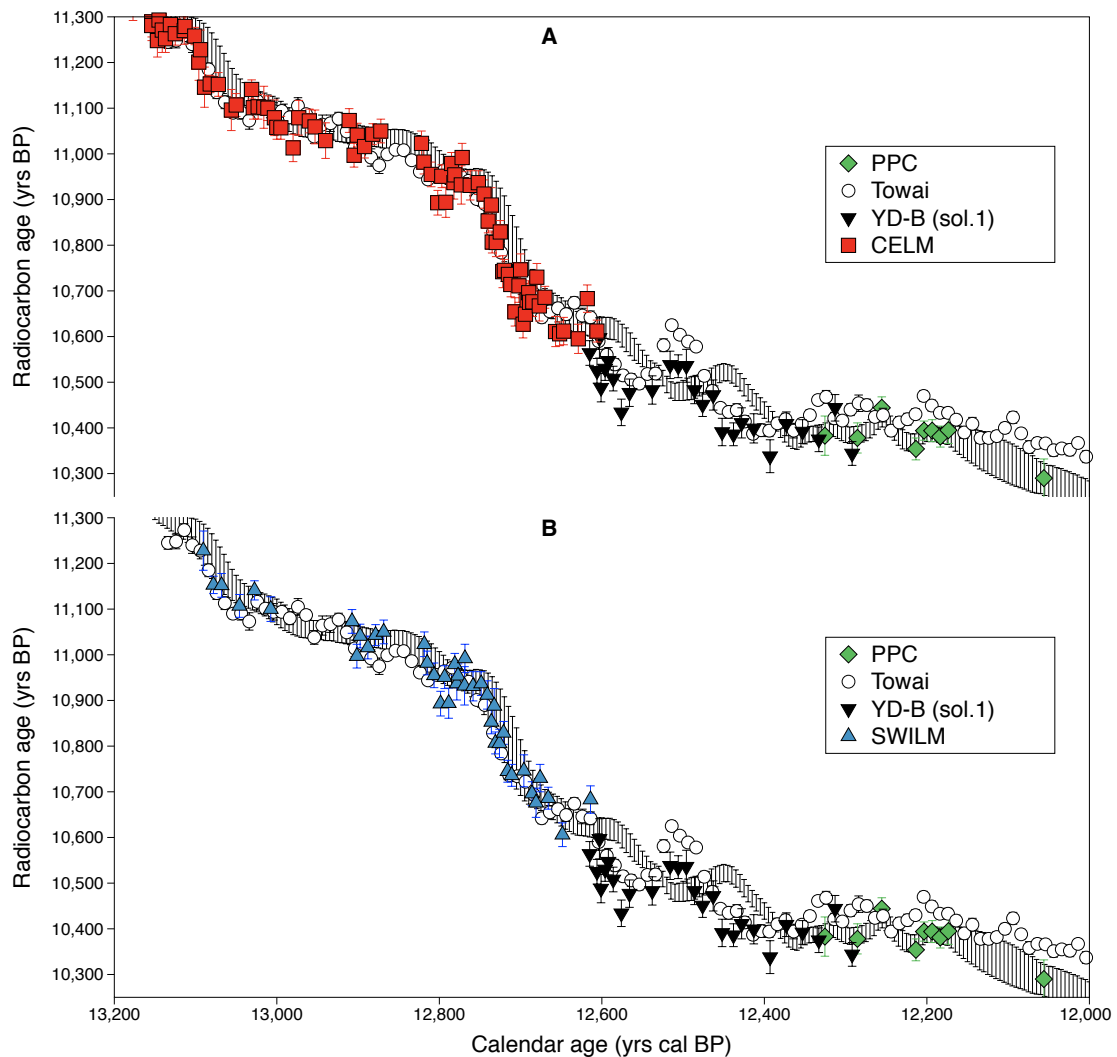 A
11,300
11,200
11,100
11,000
10,900
10,800
10,700
10,600
10,500
10,400
10,300
Radiocarbon age (yrs BP)
PPC
Towai
YD-B (sol.1)
CELM
B
11,300
11,200
11,100
11,000
10,900
10,800
10,700
10,600
10,500
10,400
10,300
Radiocarbon age (yrs BP)
PPC
Towai
YD-B (sol.1)
SWILM
13,200 13,000 12,800 12,600 12,400 12,200 12,000
Calendar age (yrs cal BP)